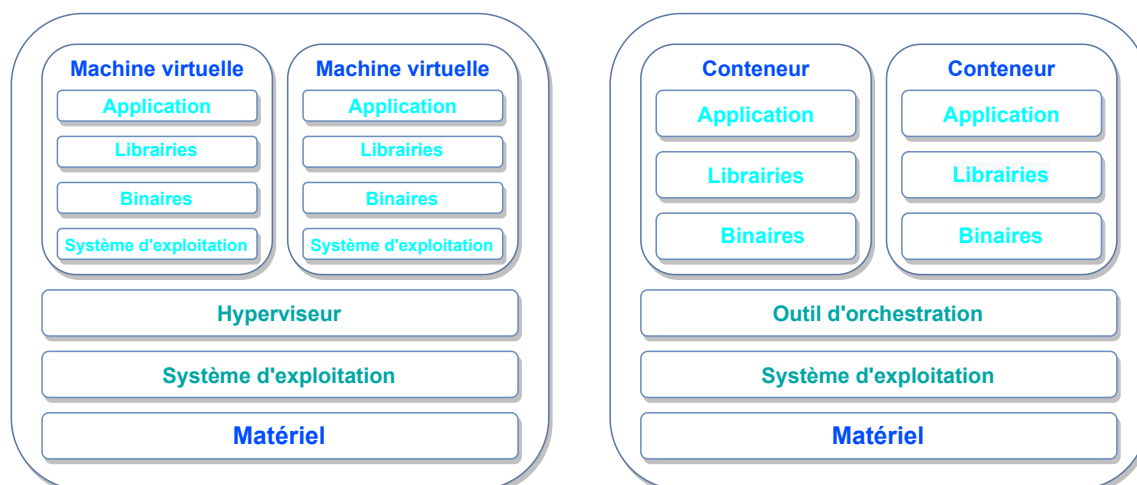 Machine virtuelle
Application
Librairies
Binaires
Système d'exploitation
Machine virtuelle
Application
Librairies
Binaires
Système d'exploitation
Hyperviseur
Système d'exploitation
Matériel
Conteneur
Application
Librairies
Binaires
Conteneur
Application
Librairies
Binaires
Outil d'orchestration
Système d'exploitation
Matériel